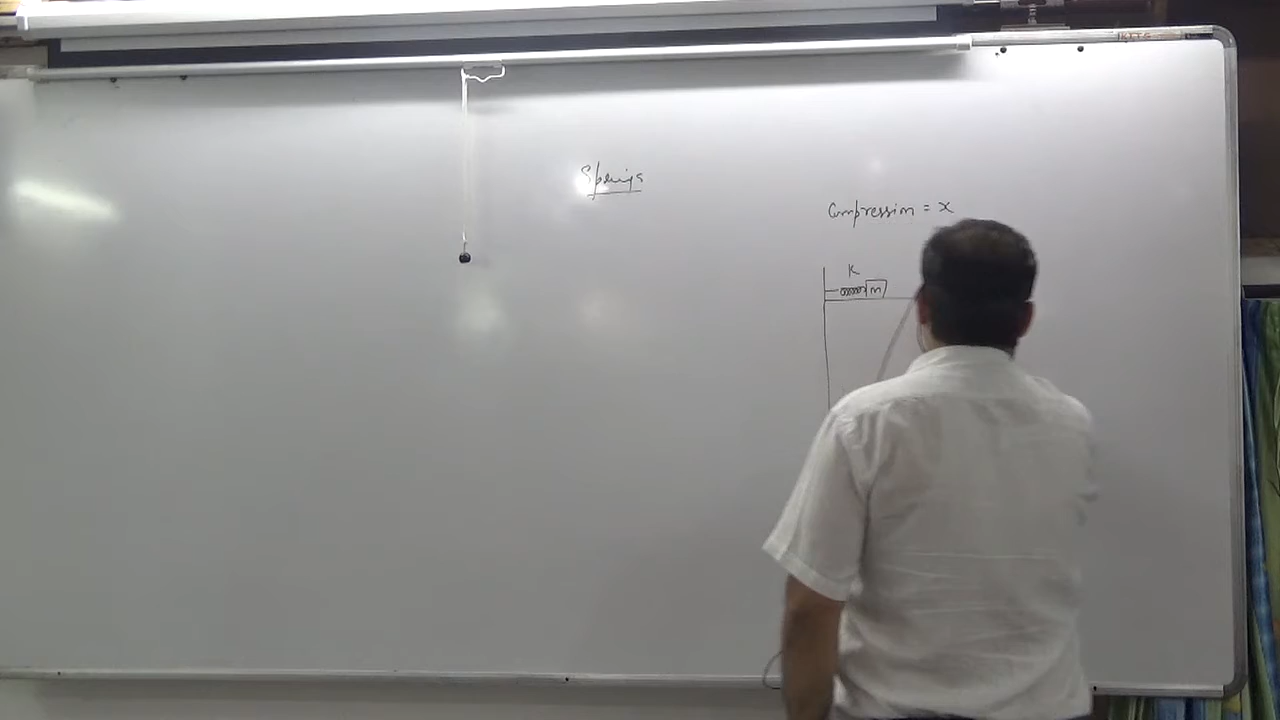 Springs
Compression = x
K
m